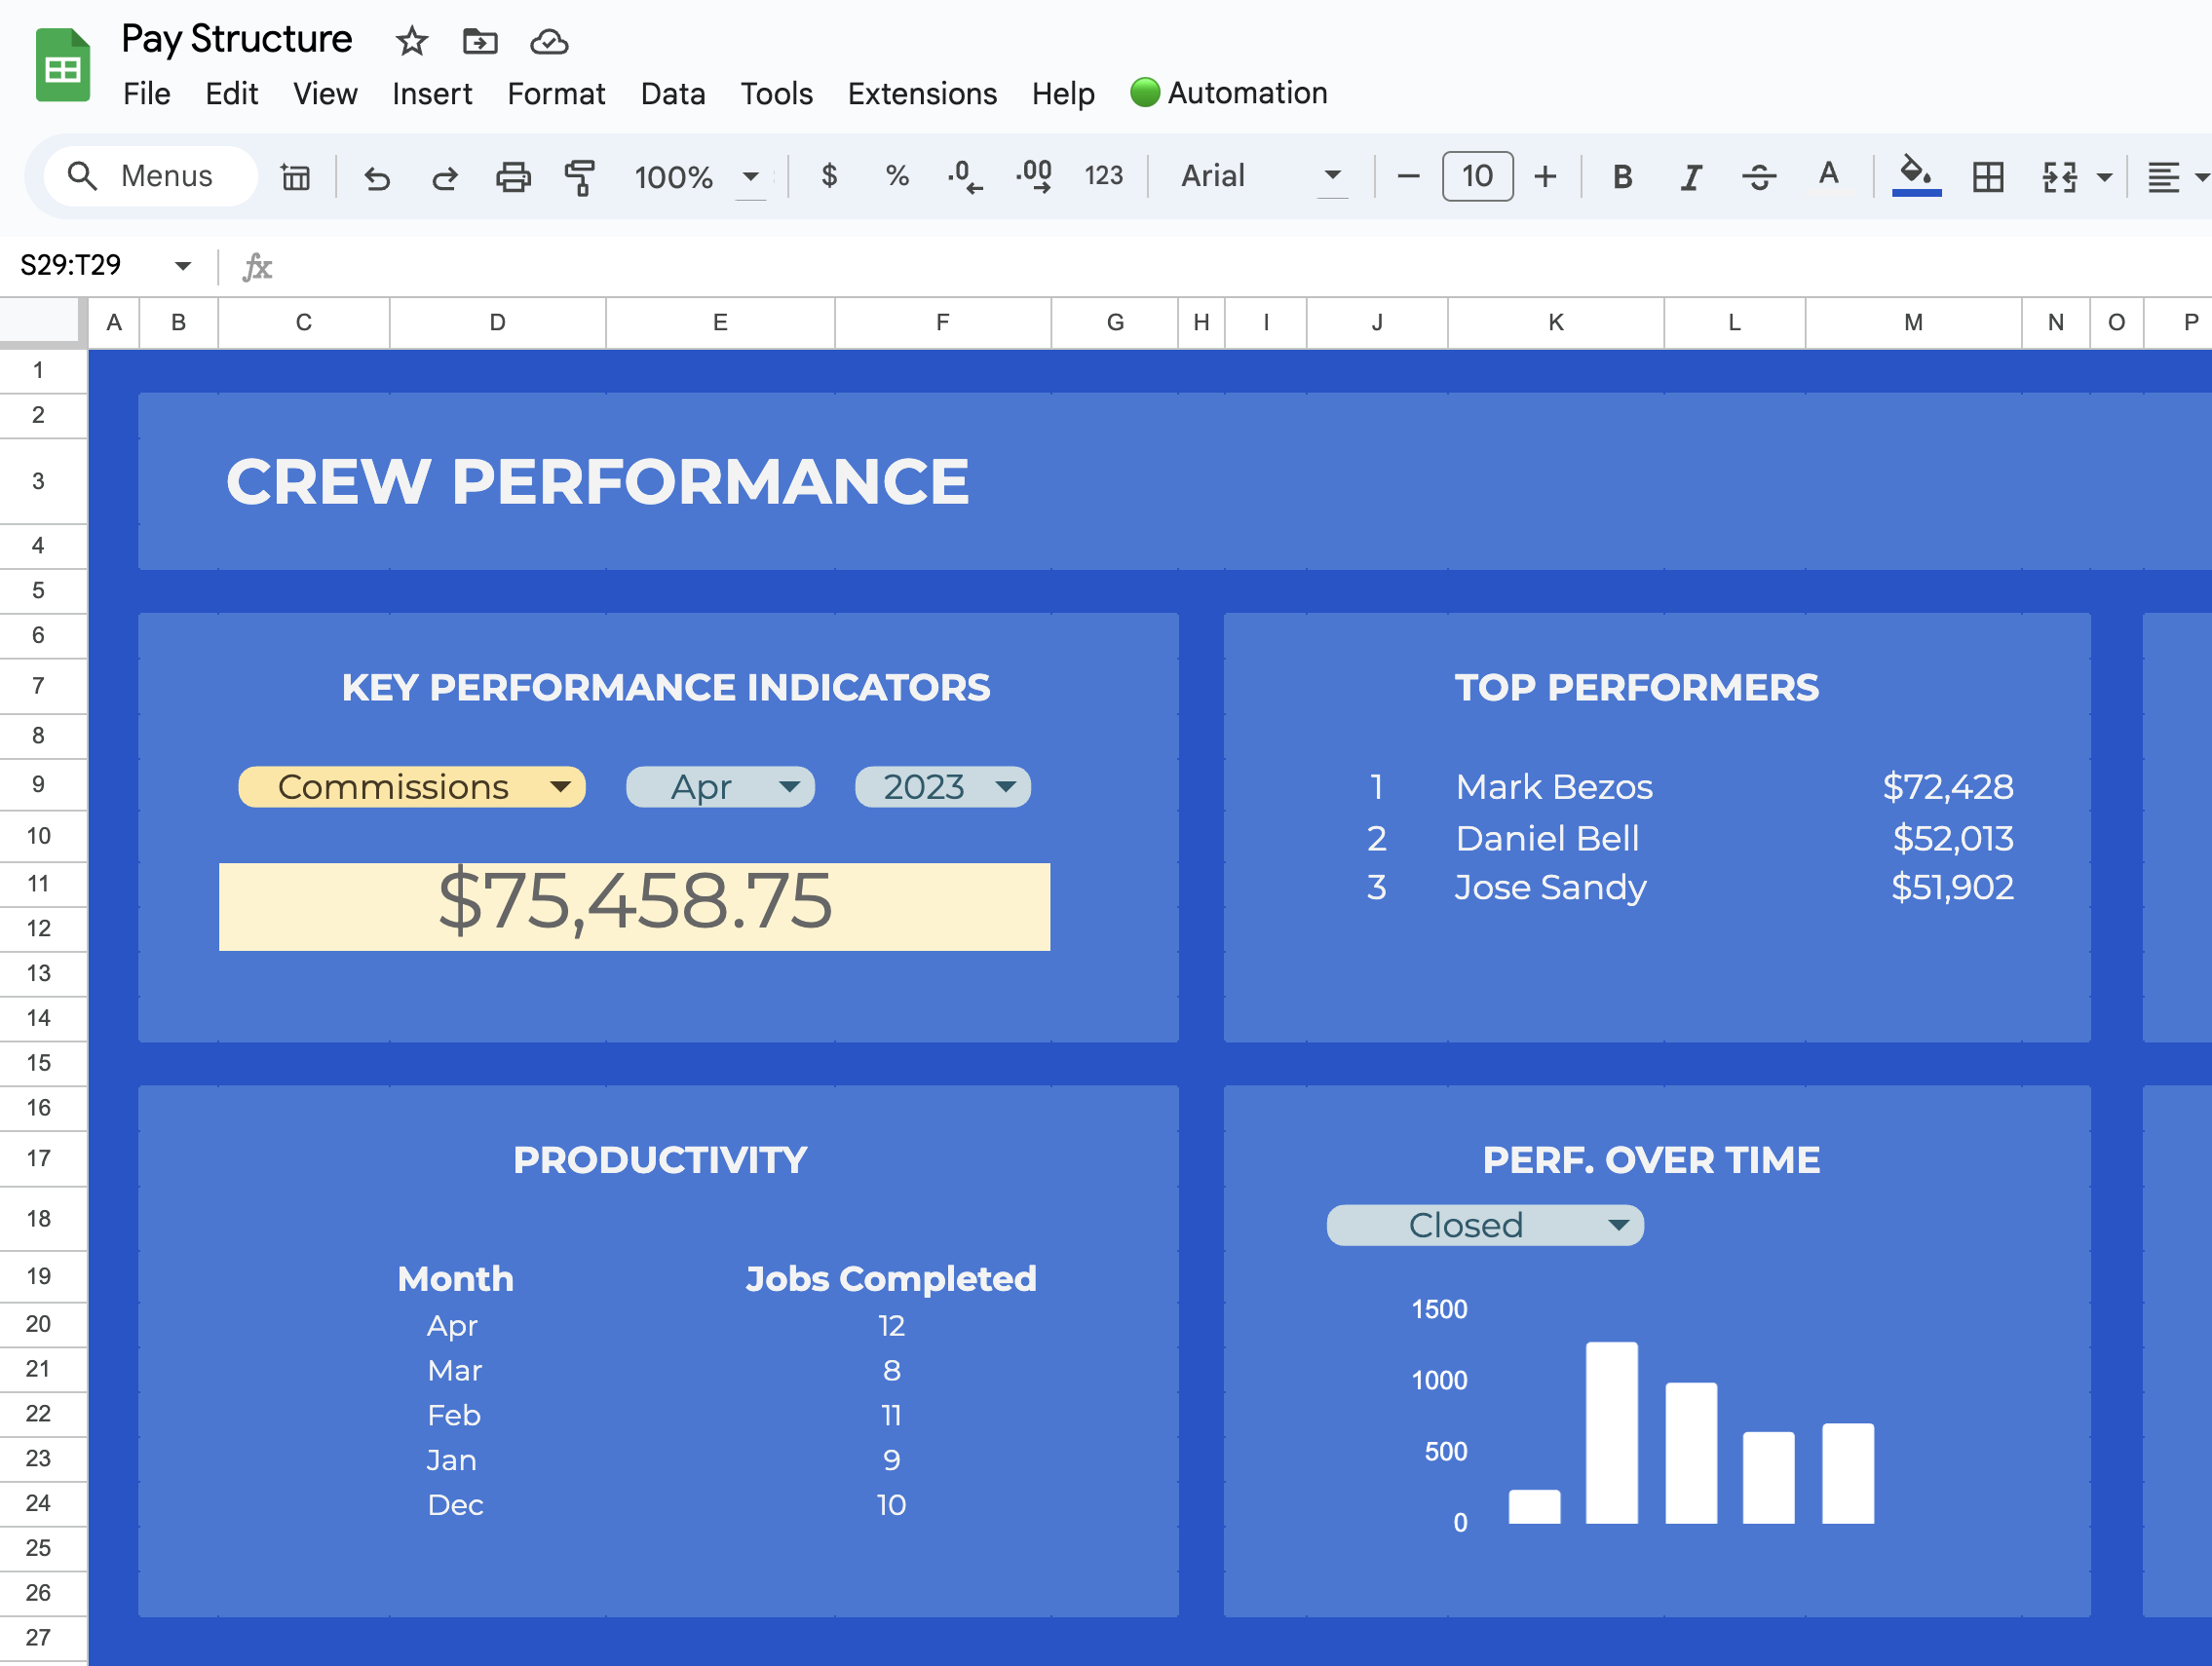 Pay Structure
File Edit View Insert Format Data Tools Extensions Help Automation
Menus 100% $ % .0 .00 123 Arial 10 B I S A
S29:T29 fx
A B C D E F G H I J K L M N O P
1
2
3 CREW PERFORMANCE
4
5
6
7 KEY PERFORMANCE INDICATORS TOP PERFORMERS
8
9 Commissions Apr 2023 1 Mark Bezos $72,428
10 2 Daniel Bell $52,013
11 $75,458.75 3 Jose Sandy $51,902
12
13
14
15
16
17 PRODUCTIVITY PERF. OVER TIME
18 Closed
19 Month Jobs Completed
1500
20 Apr 12
21 Mar 8 1000
22 Feb 11
23 Jan 9 500
24 Dec 10 0
25
26
27